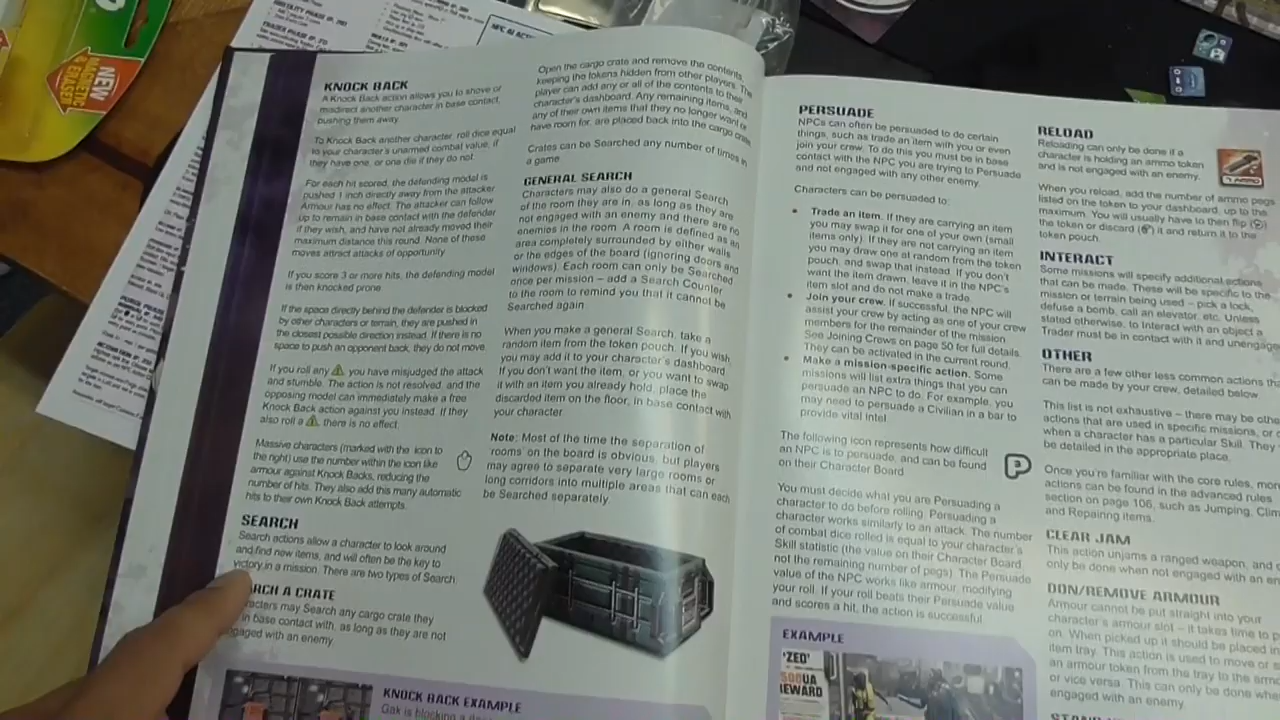 NEW
MAGNETIC
& ERASER
KNOCK BACK
A Knock Back action allows you to shove or
misdirect another character in base contact,
pushing them away.
To Knock Back another character, roll dice equal
to your character's unarmed combat value, if
they have one, or one die if they do not.
For each hit scored, the defending model is
pushed 1 inch directly away from the attacker
Armour has no effect. The attacker can follow
up to remain in base contact with the defender
if they wish, and have not already moved their
maximum distance this round. None of these
moves attract attacks of opportunity
If you score 3 or more hits, the defending model
is then knocked prone
If the space directly behind the defender is blocked
by other characters or terrain, they are pushed in
the closest possible direction instead. If there is no
space to push an opponent back, they do not move.
If you roll any ⚠ you have misjudged the attack
and stumble. The action is not resolved, and the
opposing model can immediately make a free
Knock Back action against you instead. If they
also roll a ⚠, there is no effect.
Massive characters (marked with the icon to
the right) use the number within the icon like
armour against Knock Backs, reducing the
number of hits. They also add this many automatic
hits to their own Knock Back attempts.
SEARCH
Search actions allow a character to look around
and find new items, and will often be the key to
victory in a mission. There are two types of Search:
ARCH A CRATE
acters may Search any cargo crate they
in base contact with, as long as they are not
ngaged with an enemy.
KNOCK BACK EXAMPLE
Gak is blocking a
Open the cargo crate and remove the contents,
keeping the tokens hidden from other players. The
player can add any or all of the contents to their
character's dashboard. Any remaining items, and
any of their own items that they no longer want or
have room for, are placed back into the cargo crate
Crates can be Searched any number of times in
a game.
GENERAL SEARCH
Characters may also do a general Search
of the room they are in, as long as they are
not engaged with an enemy and there are no
enemies in the room. A room is defined as an
area completely surrounded by either walls
or the edges of the board (ignoring doors and
windows). Each room can only be Searched
once per mission – add a Search Counter
to the room to remind you that it cannot be
Searched again
When you make a general Search, take a
random item from the token pouch. If you wish,
you may add it to your character's dashboard
If you don't want the item, or you want to swap
it with an item you already hold, place the
discarded item on the floor, in base contact with
your character
Note: Most of the time the separation of
'rooms' on the board is obvious, but players
may agree to separate very large rooms or
long corridors into multiple areas that can each
be Searched separately.
PERSUADE
NPCs can often be persuaded to do certain
things, such as trade an item with you or even
join your crew. To do this you must be in base
contact with the NPC you are trying to Persuade
and not engaged with any other enemy.
Characters can be persuaded to:
• Trade an item. If they are carrying an item
you may swap it for one of your own (small
items only). If they are not carrying an item
you may draw one at random from the token
pouch, and swap that instead. If you don't
want the item drawn, leave it in the NPC's
item slot and do not make a trade.
• Join your crew. If successful, the NPC will
assist your crew by acting as one of your crew
members for the remainder of the mission
See Joining Crews on page 50 for full details.
They can be activated in the current round.
• Make a mission-specific action. Some
missions will list extra things that you can
persuade an NPC to do. For example, you
may need to persuade a Civilian in a bar to
provide vital intel
The following icon represents how difficult
an NPC is to persuade, and can be found
on their Character Board
P
You must decide what you are Persuading a
character to do before rolling. Persuading a
character works similarly to an attack. The number
of combat dice rolled is equal to your character's
Skill statistic (the value on their Character Board
not the remaining number of pegs). The Persuade
value of the NPC works like armour, modifying
your roll. If your roll beats their Persuade value
and scores a hit, the action is successful
EXAMPLE
'ZED'
500UA
REWARD
RELOAD
Reloading can only be done if a
character is holding an ammo token
and is not engaged with an enemy.
AMMO
When you reload, add the number of ammo pegs
listed on the token to your dashboard, up to the
maximum. You will usually have to then flip
the token or discard and return it to the
token pouch.
INTERACT
Some missions will specify additional actions
that can be made. These will be specific to the
mission or terrain being used – pick a lock,
defuse a bomb, call an elevator, etc. Unless
stated otherwise, to Interact with an object a
Trader must be in contact with it and unengage
OTHER
There are a few other less common actions tha
can be made by your crew, detailed below
This list is not exhaustive – there may be othe
actions that are used in specific missions, or
when a character has a particular Skill. They
be detailed in the appropriate place.
Once you're familiar with the core rules, mor
actions can be found in the advanced rules
section on page 106, such as Jumping, Clim
and Repairing items.
CLEAR JAM
This action unjams a ranged weapon, and c
only be done when not engaged with an en
DON/REMOVE ARMOUR
Armour cannot be put straight into your
character's armour slot – it takes time to p
on. When picked up it should be placed in
item tray. This action is used to move or s
an armour token from the tray to the armo
or vice versa. This can only be done whe
engaged with an enemy.